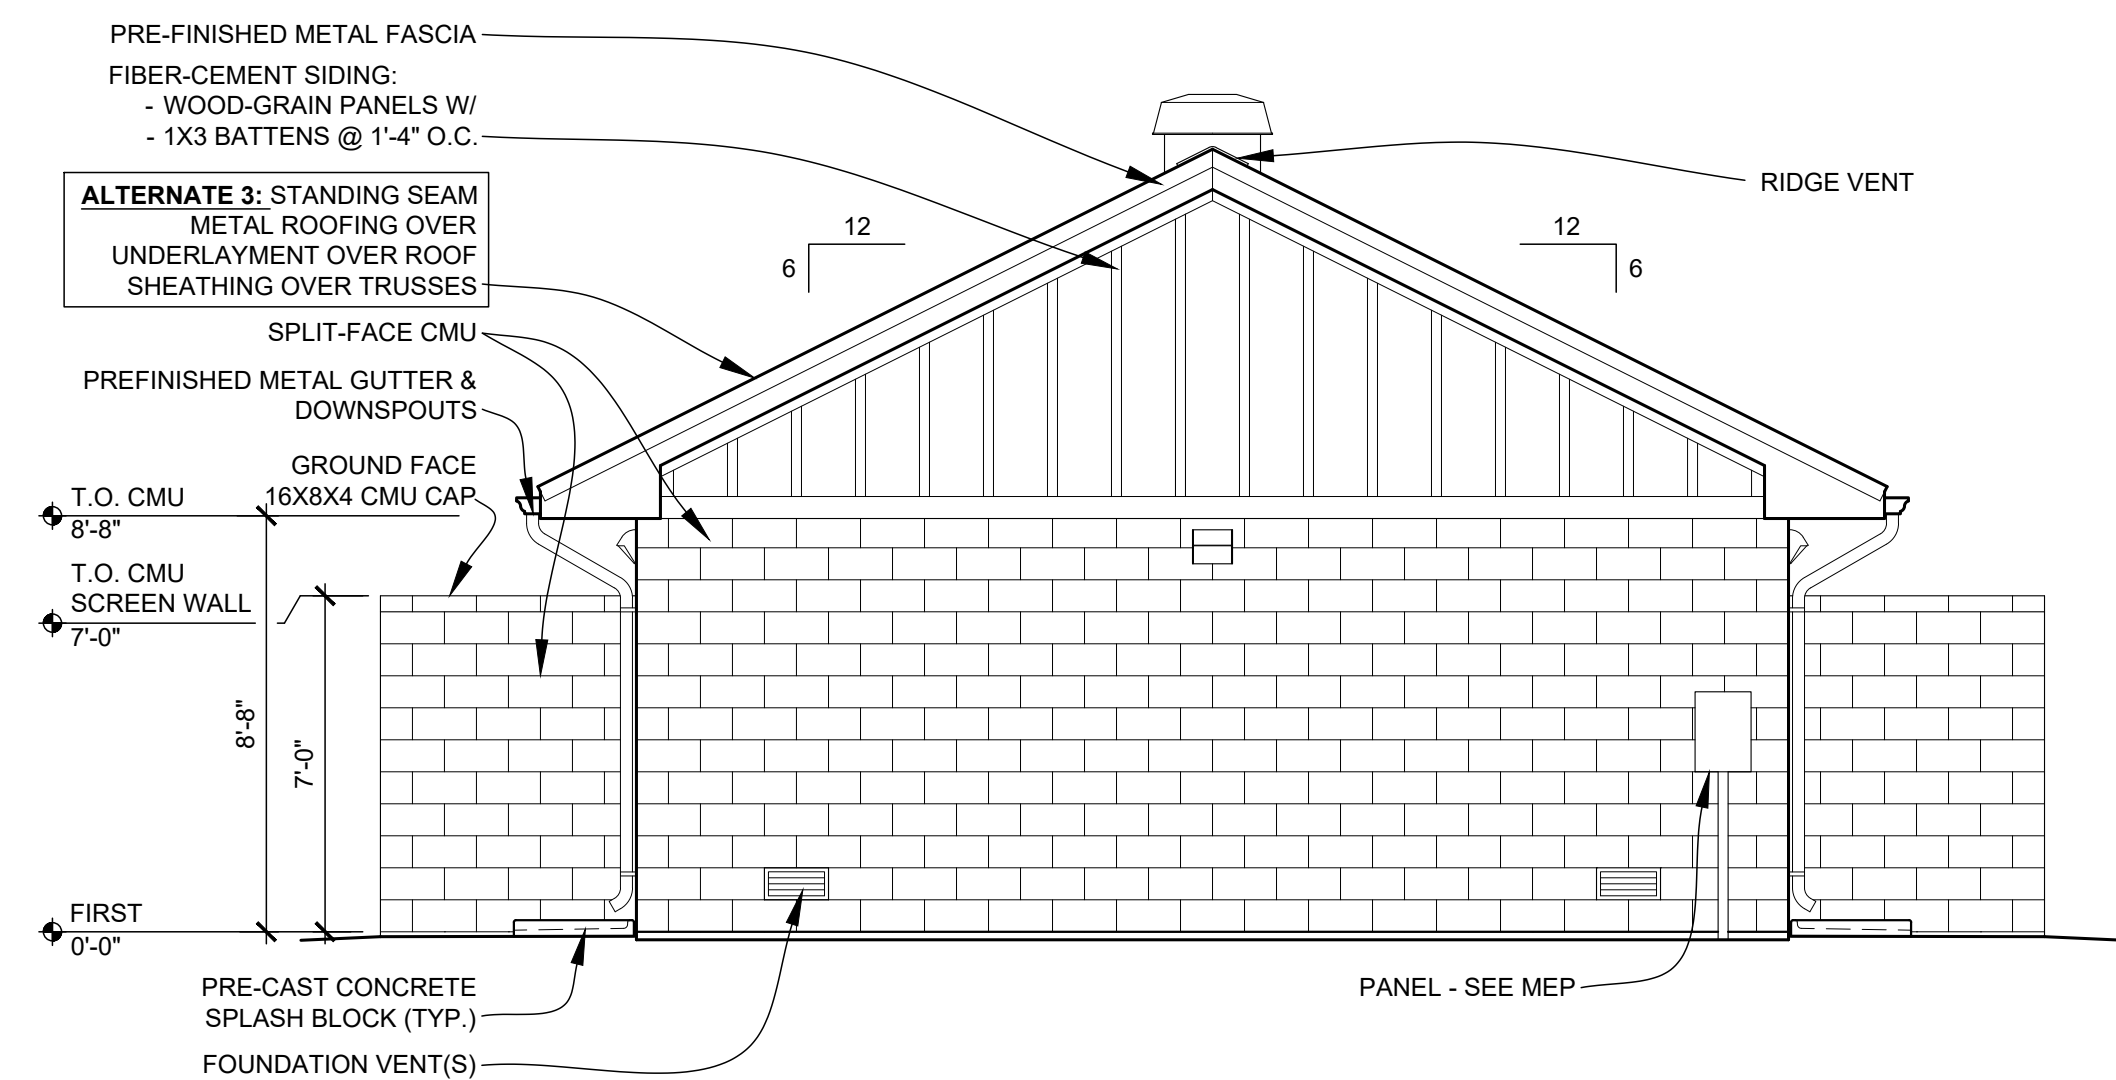 PRE-FINISHED METAL FASCIA
FIBER-CEMENT SIDING:
- WOOD-GRAIN PANELS W/
- 1X3 BATTENS @ 1'-4" O.C.
ALTERNATE 3: STANDING SEAM
METAL ROOFING OVER
UNDERLAYMENT OVER ROOF
SHEATHING OVER TRUSSES
SPLIT-FACE CMU
PREFINISHED METAL GUTTER &
DOWNSPOUTS
GROUND FACE
16X8X4 CMU CAP
T.O. CMU
8'-8"
T.O. CMU
SCREEN WALL
7'-0"
8'-8"
7'-0"
FIRST
0'-0"
PRE-CAST CONCRETE
SPLASH BLOCK (TYP.)
FOUNDATION VENT(S)
12
6
12
6
RIDGE VENT
PANEL - SEE MEP